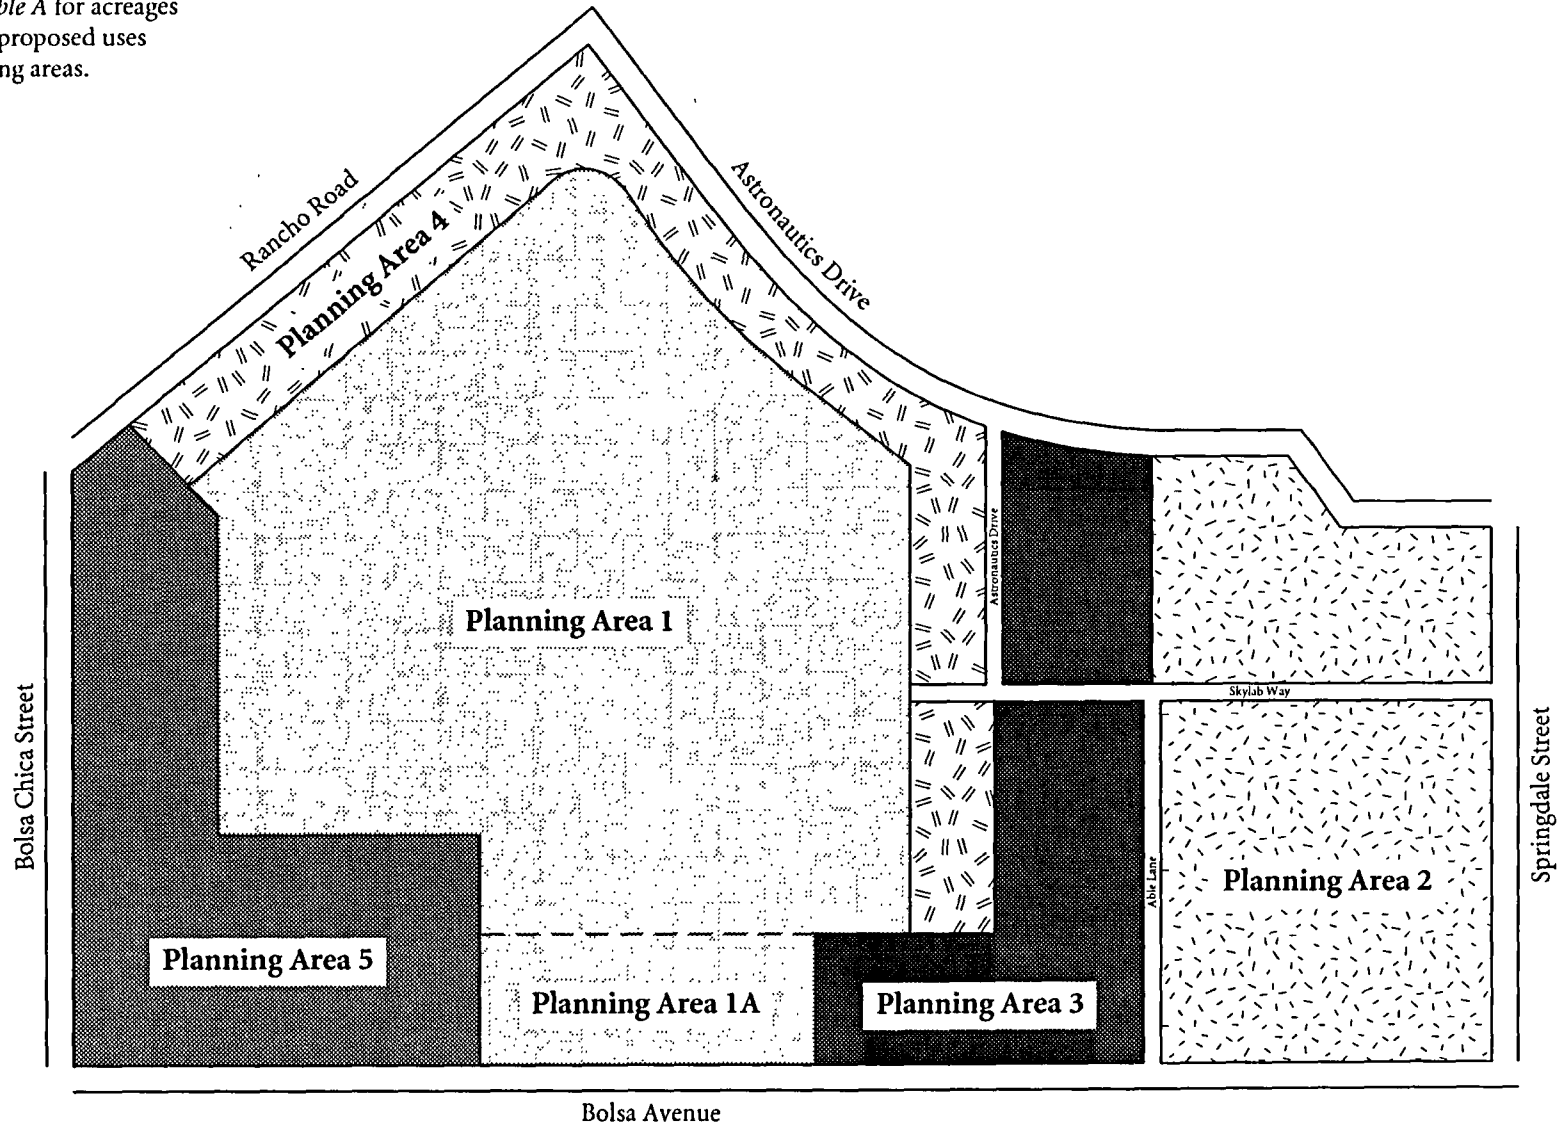 ble A for acreages
proposed uses
ng areas.
Rancho Road
Astronautics Drive
Planning Area 4
Astronautics Drive
Planning Area 1
Skylab Way
Bolsa Chica Street
Springdale Street
Able Lane
Planning Area 2
Planning Area 5
Planning Area 1A
Planning Area 3
Bolsa Avenue